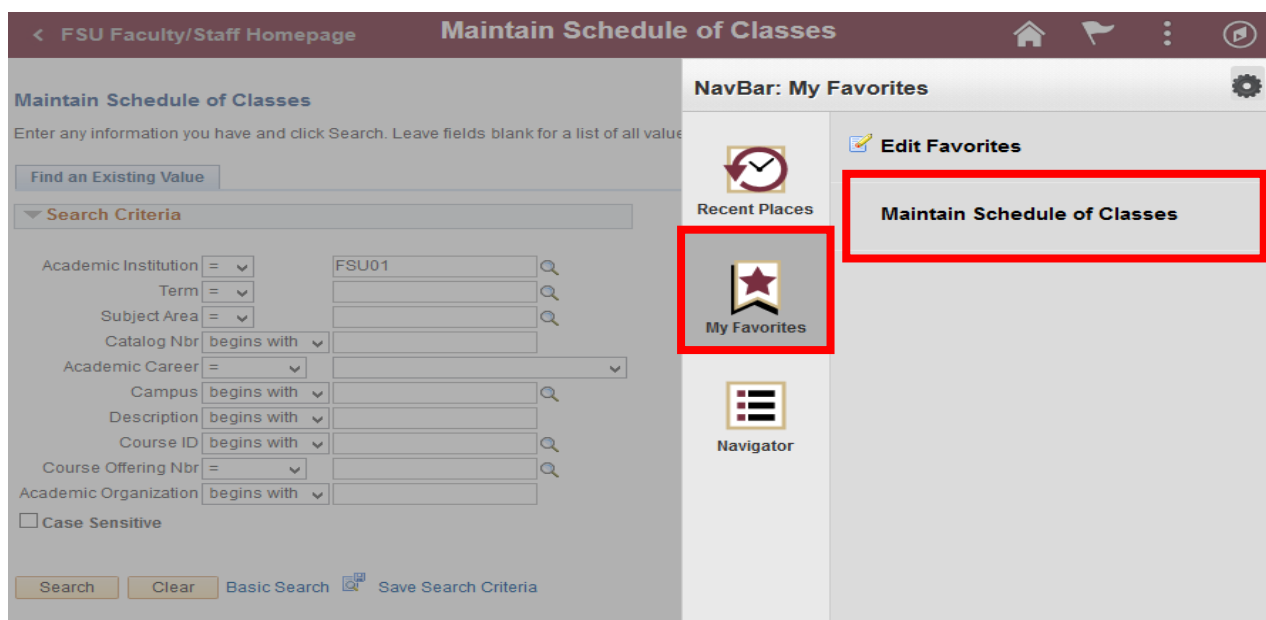 < FSU Faculty/Staff Homepage
Maintain Schedule of Classes
Maintain Schedule of Classes
Enter any information you have and click Search. Leave fields blank for a list of all value
Find an Existing Value
Search Criteria
Academic Institution = FSU01
Term =
Subject Area =
Catalog Nbr begins with
Academic Career =
Campus begins with
Description begins with
Course ID begins with
Course Offering Nbr =
Academic Organization begins with
Case Sensitive
Search Clear Basic Search Save Search Criteria
NavBar: My Favorites
Recent Places
My Favorites
Navigator
Edit Favorites
Maintain Schedule of Classes